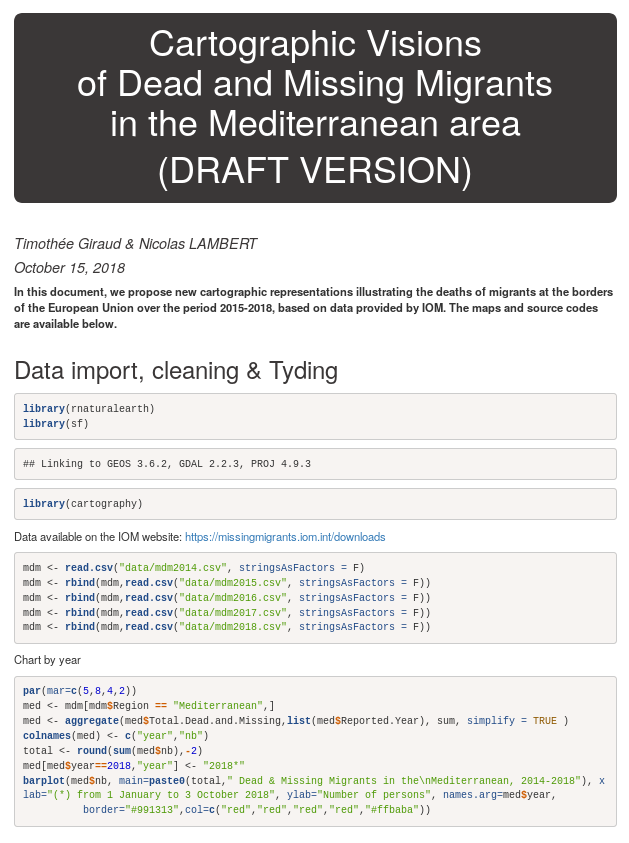 Cartographic Visions
of Dead and Missing Migrants
in the Mediterranean area
(DRAFT VERSION)
Timothée Giraud & Nicolas LAMBERT
October 15, 2018
In this document, we propose new cartographic representations illustrating the deaths of migrants at the borders
of the European Union over the period 2015-2018, based on data provided by IOM. The maps and source codes
are available below.
Data import, cleaning & Tyding
library(rnaturalearth)
library(sf)
## Linking to GEOS 3.6.2, GDAL 2.2.3, PROJ 4.9.3
library(cartography)
Data available on the IOM website: https://missingmigrants.iom.int/downloads
mdm <- read.csv("data/mdm2014.csv", stringsAsFactors = F)
mdm <- rbind(mdm,read.csv("data/mdm2015.csv", stringsAsFactors = F))
mdm <- rbind(mdm,read.csv("data/mdm2016.csv", stringsAsFactors = F))
mdm <- rbind(mdm,read.csv("data/mdm2017.csv", stringsAsFactors = F))
mdm <- rbind(mdm,read.csv("data/mdm2018.csv", stringsAsFactors = F))
Chart by year
par(mar=c(5,8,4,2))
med <- mdm[mdm$Region == "Mediterranean",]
med <- aggregate(med$Total.Dead.and.Missing,list(med$Reported.Year), sum, simplify = TRUE )
colnames(med) <- c("year","nb")
total <- round(sum(med$nb),-2)
med[med$year==2018,"year"] <- "2018*"
barplot(med$nb, main=paste0(total," Dead & Missing Migrants in the\nMediterranean, 2014-2018"), x
lab="(*) from 1 January to 3 October 2018", ylab="Number of persons", names.arg=med$year,
border="#991313",col=c("red","red","red","red","#ffbaba"))